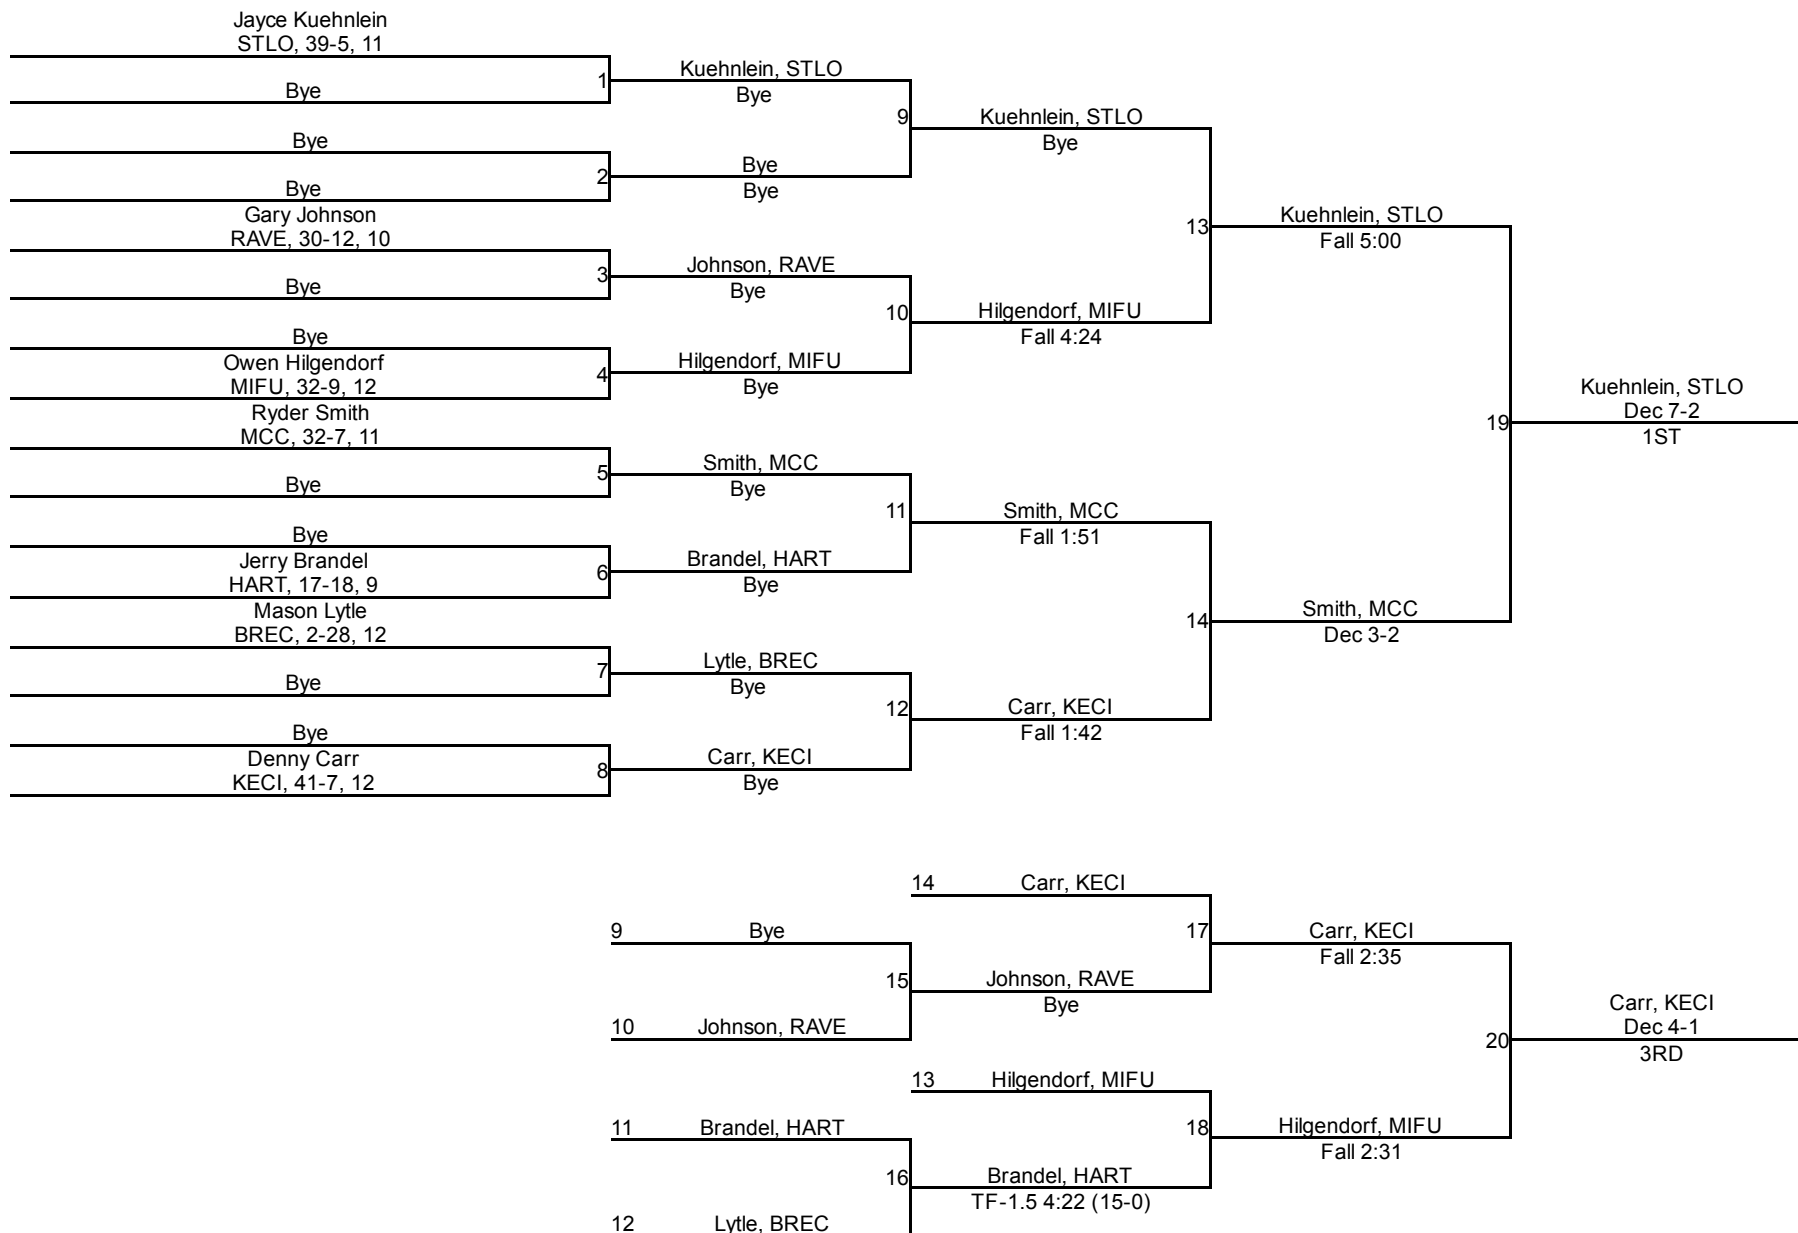 Jayce Kuehnlein
STLO, 39-5, 11
Bye
1
Kuehnlein, STLO
Bye
Bye
Bye
2
Bye
Bye
9
Kuehnlein, STLO
Bye
Gary Johnson
RAVE, 30-12, 10
Bye
3
Johnson, RAVE
Bye
Bye
Owen Hilgendorf
MIFU, 32-9, 12
4
Hilgendorf, MIFU
Bye
10
Hilgendorf, MIFU
Fall 4:24
13
Kuehnlein, STLO
Fall 5:00
Ryder Smith
MCC, 32-7, 11
Bye
5
Smith, MCC
Bye
Bye
Jerry Brandel
HART, 17-18, 9
6
Brandel, HART
Bye
11
Smith, MCC
Fall 1:51
Mason Lytle
BREC, 2-28, 12
Bye
7
Lytle, BREC
Bye
Bye
Denny Carr
KECI, 41-7, 12
8
Carr, KECI
Bye
12
Carr, KECI
Fall 1:42
14
Smith, MCC
Dec 3-2
19
Kuehnlein, STLO
Dec 7-2
1ST
14 Carr, KECI
9 Bye
10 Johnson, RAVE
15
Johnson, RAVE
Bye
17
Carr, KECI
Fall 2:35
13 Hilgendorf, MIFU
11 Brandel, HART
12 Lytle, BREC
16
Brandel, HART
TF-1.5 4:22 (15-0)
18
Hilgendorf, MIFU
Fall 2:31
20
Carr, KECI
Dec 4-1
3RD